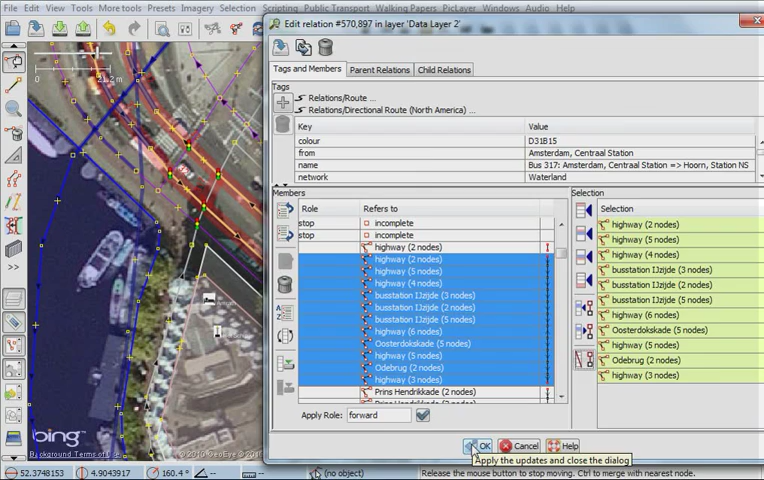 File Edit View Tools More tools Presets Imagery Selection Public Transport Walking Papers PicLayer Windows Audio Help
Edit relation #570,897 in layer 'Data Layer 2'
Tags and Members Parent Relations Child Relations
Tags
Relations/Route ...
Relations/Directional Route (North America) ...
Key Value
colour D31B15
from Amsterdam, Centraal Station
name Bus 317: Amsterdam, Centraal Station => Hoorn, Station NS
network Waterland
Members Selection
Role Refers to Selection
stop incomplete highway (2 nodes)
stop incomplete highway (5 nodes)
highway (2 nodes) highway (4 nodes)
highway (2 nodes) busstation IJzijde (3 nodes)
highway (5 nodes) busstation IJzijde (2 nodes)
highway (4 nodes) busstation IJzijde (5 nodes)
busstation IJzijde (3 nodes) highway (6 nodes)
busstation IJzijde (2 nodes) Oosterdokskade (5 nodes)
busstation IJzijde (5 nodes) highway (5 nodes)
highway (6 nodes) Odebrug (2 nodes)
Oosterdokskade (5 nodes) highway (3 nodes)
highway (5 nodes)
Odebrug (2 nodes)
highway (3 nodes)
Prins Hendrikkade (2 nodes)
Apply Role: forward
OK Cancel Help
Apply the updates and close the dialog
0 21.2 m
bing
Background Terms of Use
52.3748153 4.9043917 160.4 ° -- -- (no object) Release the mouse button to stop moving. Ctrl to merge with nearest node.